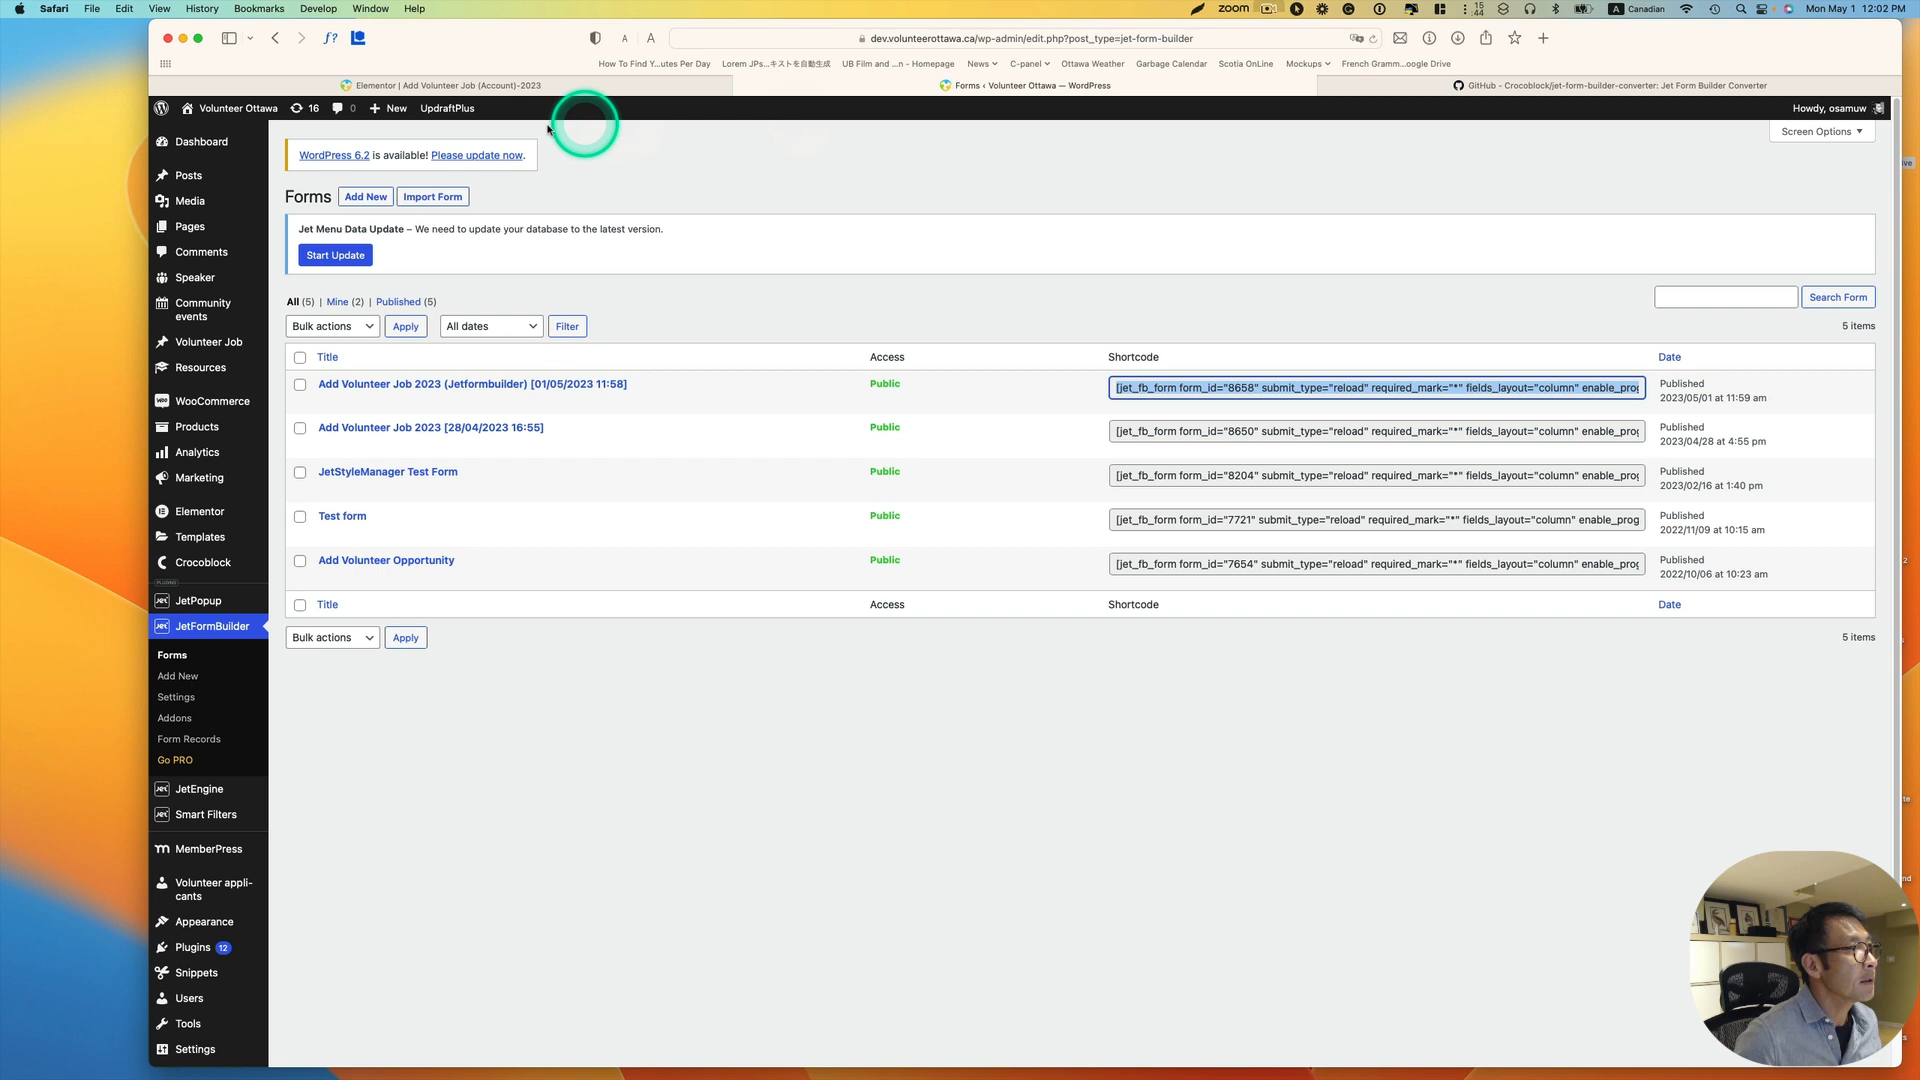 Safari File Edit View History Bookmarks Develop Window Help
zoom 15 44 A Canadian Mon May 1 12:02 PM
f? A A dev.volunteerottawa.ca/wp-admin/edit.php?post_type=jet-form-builder
How To Find Y...utes Per Day Lorem JPs...キストを自動生成 UB Film and ...n - Homepage News C-panel Ottawa Weather Garbage Calendar Scotia OnLine Mockups French Gramm...oogle Drive
Elementor | Add Volunteer Job (Account)-2023 Forms ‹ Volunteer Ottawa — WordPress GitHub - Crocoblock/jet-form-builder-converter: Jet Form Builder Converter
Volunteer Ottawa 16 0 + New UpdraftPlus Howdy, osamuw
Screen Options
Dashboard
Posts
Media
Pages
Comments
Speaker
Community
events
Volunteer Job
Resources
WooCommerce
Products
Analytics
Marketing
Elementor
Templates
Crocoblock
PLUGINS
JetPopup
JetFormBuilder
Forms
Add New
Settings
Addons
Form Records
Go PRO
JetEngine
Smart Filters
MemberPress
Volunteer appli-
cants
Appearance
Plugins 12
Snippets
Users
Tools
Settings
WordPress 6.2 is available! Please update now.
Forms Add New Import Form
Jet Menu Data Update – We need to update your database to the latest version.
Start Update
All (5) | Mine (2) | Published (5)
Search Form
Bulk actions Apply All dates Filter 5 items
Title Access Shortcode Date
Add Volunteer Job 2023 (Jetformbuilder) [01/05/2023 11:58] Public [jet_fb_form form_id="8658" submit_type="reload" required_mark="*" fields_layout="column" enable_prog Published
2023/05/01 at 11:59 am
Add Volunteer Job 2023 [28/04/2023 16:55] Public [jet_fb_form form_id="8650" submit_type="reload" required_mark="*" fields_layout="column" enable_prog Published
2023/04/28 at 4:55 pm
JetStyleManager Test Form Public [jet_fb_form form_id="8204" submit_type="reload" required_mark="*" fields_layout="column" enable_prog Published
2023/02/16 at 1:40 pm
Test form Public [jet_fb_form form_id="7721" submit_type="reload" required_mark="*" fields_layout="column" enable_prog Published
2022/11/09 at 10:15 am
Add Volunteer Opportunity Public [jet_fb_form form_id="7654" submit_type="reload" required_mark="*" fields_layout="column" enable_prog Published
2022/10/06 at 10:23 am
Title Access Shortcode Date
Bulk actions Apply 5 items